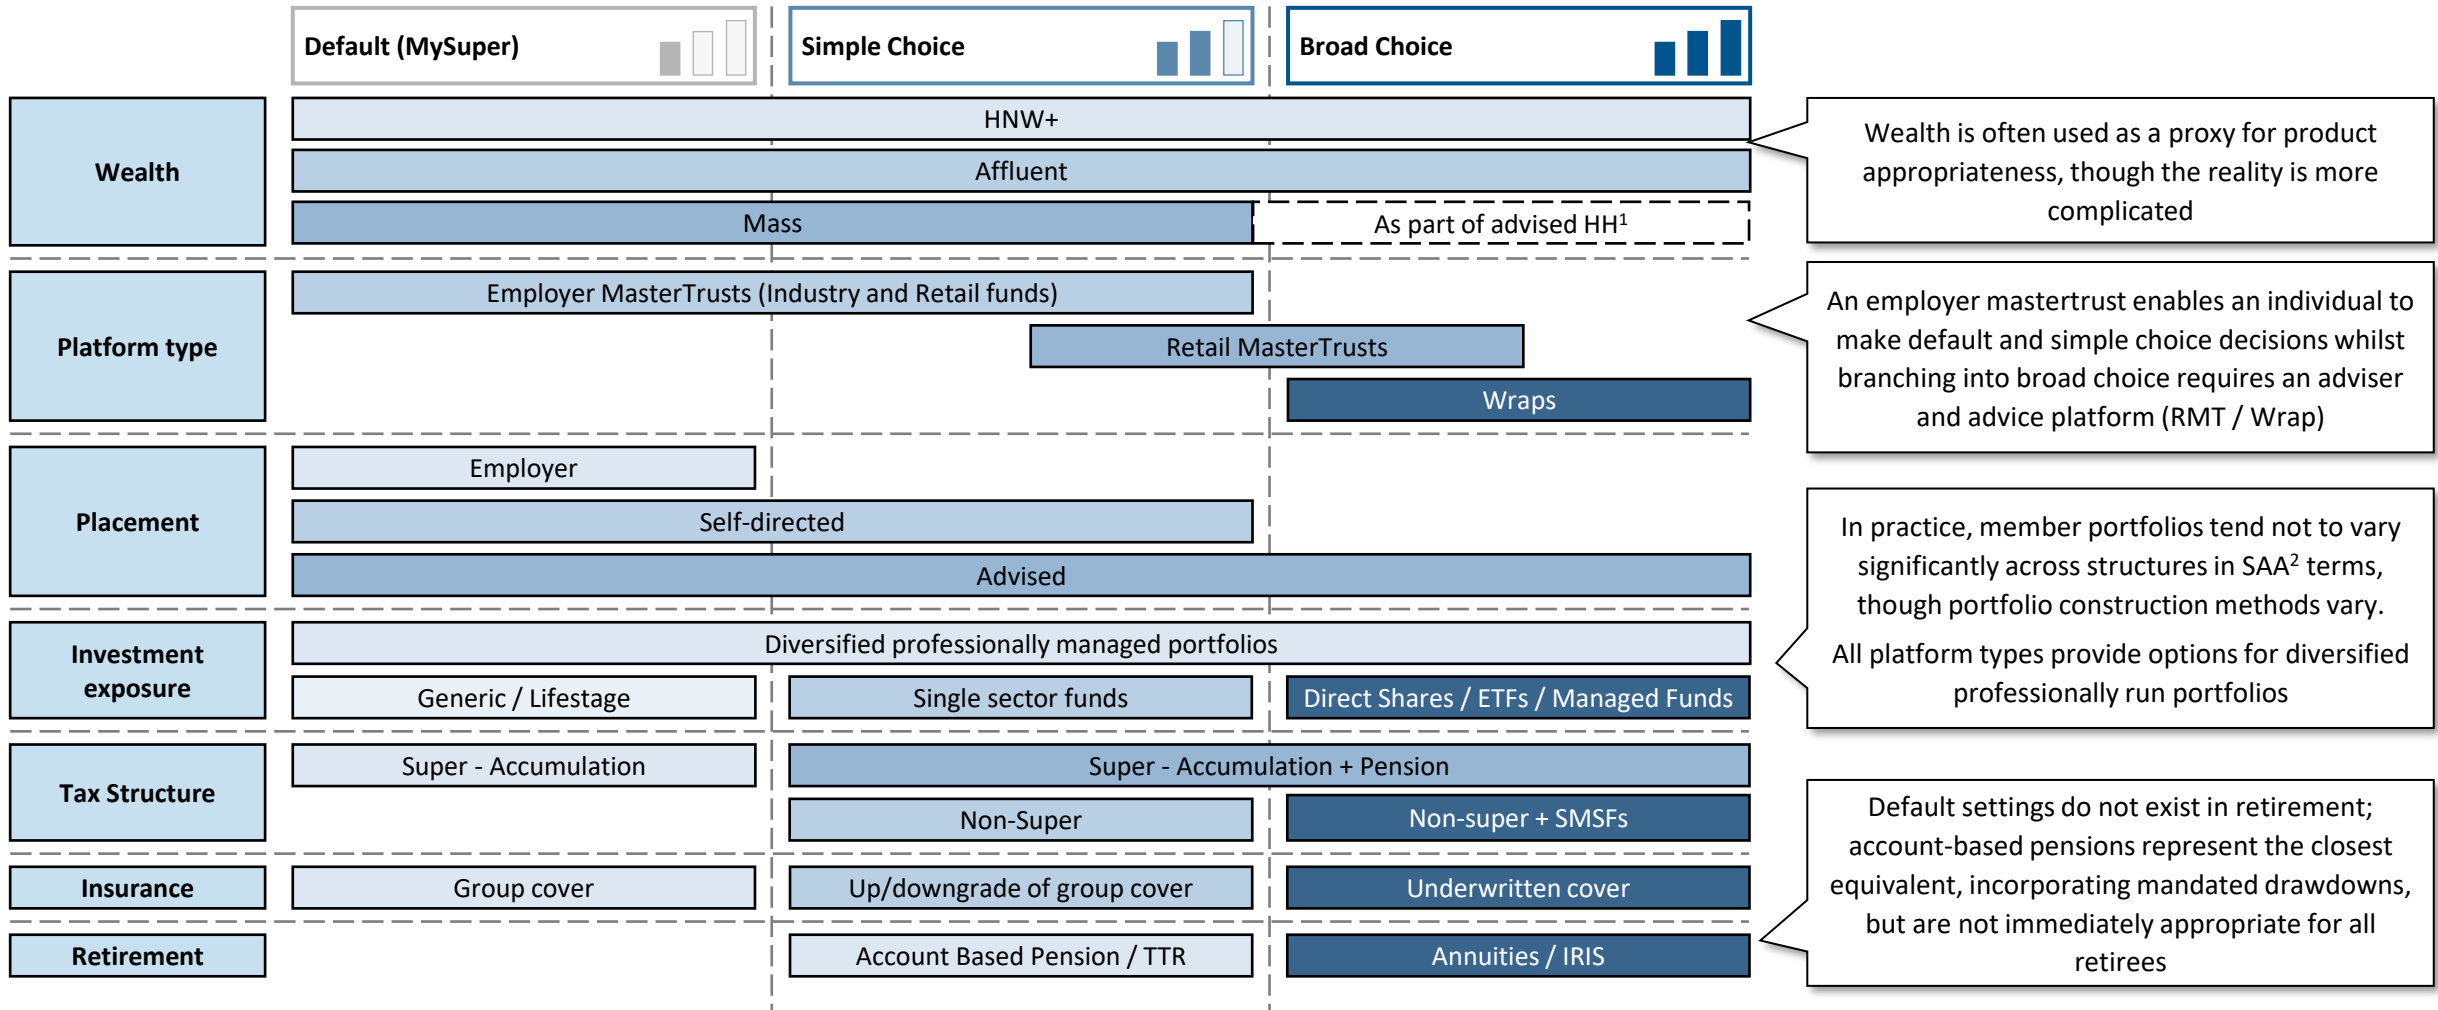 Default (MySuper)
Simple Choice
Broad Choice
Wealth
HNW+
Affluent
Mass
As part of advised HH¹
Wealth is often used as a proxy for product
appropriateness, though the reality is more
complicated
Platform type
Employer MasterTrusts (Industry and Retail funds)
Retail MasterTrusts
Wraps
An employer mastertrust enables an individual to
make default and simple choice decisions whilst
branching into broad choice requires an adviser
and advice platform (RMT / Wrap)
Placement
Employer
Self-directed
Advised
In practice, member portfolios tend not to vary
significantly across structures in SAA² terms,
though portfolio construction methods vary.
All platform types provide options for diversified
professionally run portfolios
Investment
exposure
Diversified professionally managed portfolios
Generic / Lifestage
Single sector funds
Direct Shares / ETFs / Managed Funds
Tax Structure
Super - Accumulation
Super - Accumulation + Pension
Non-Super
Non-super + SMSFs
Default settings do not exist in retirement;
account-based pensions represent the closest
equivalent, incorporating mandated drawdowns,
but are not immediately appropriate for all
retirees
Insurance
Group cover
Up/downgrade of group cover
Underwritten cover
Retirement
Account Based Pension / TTR
Annuities / IRIS